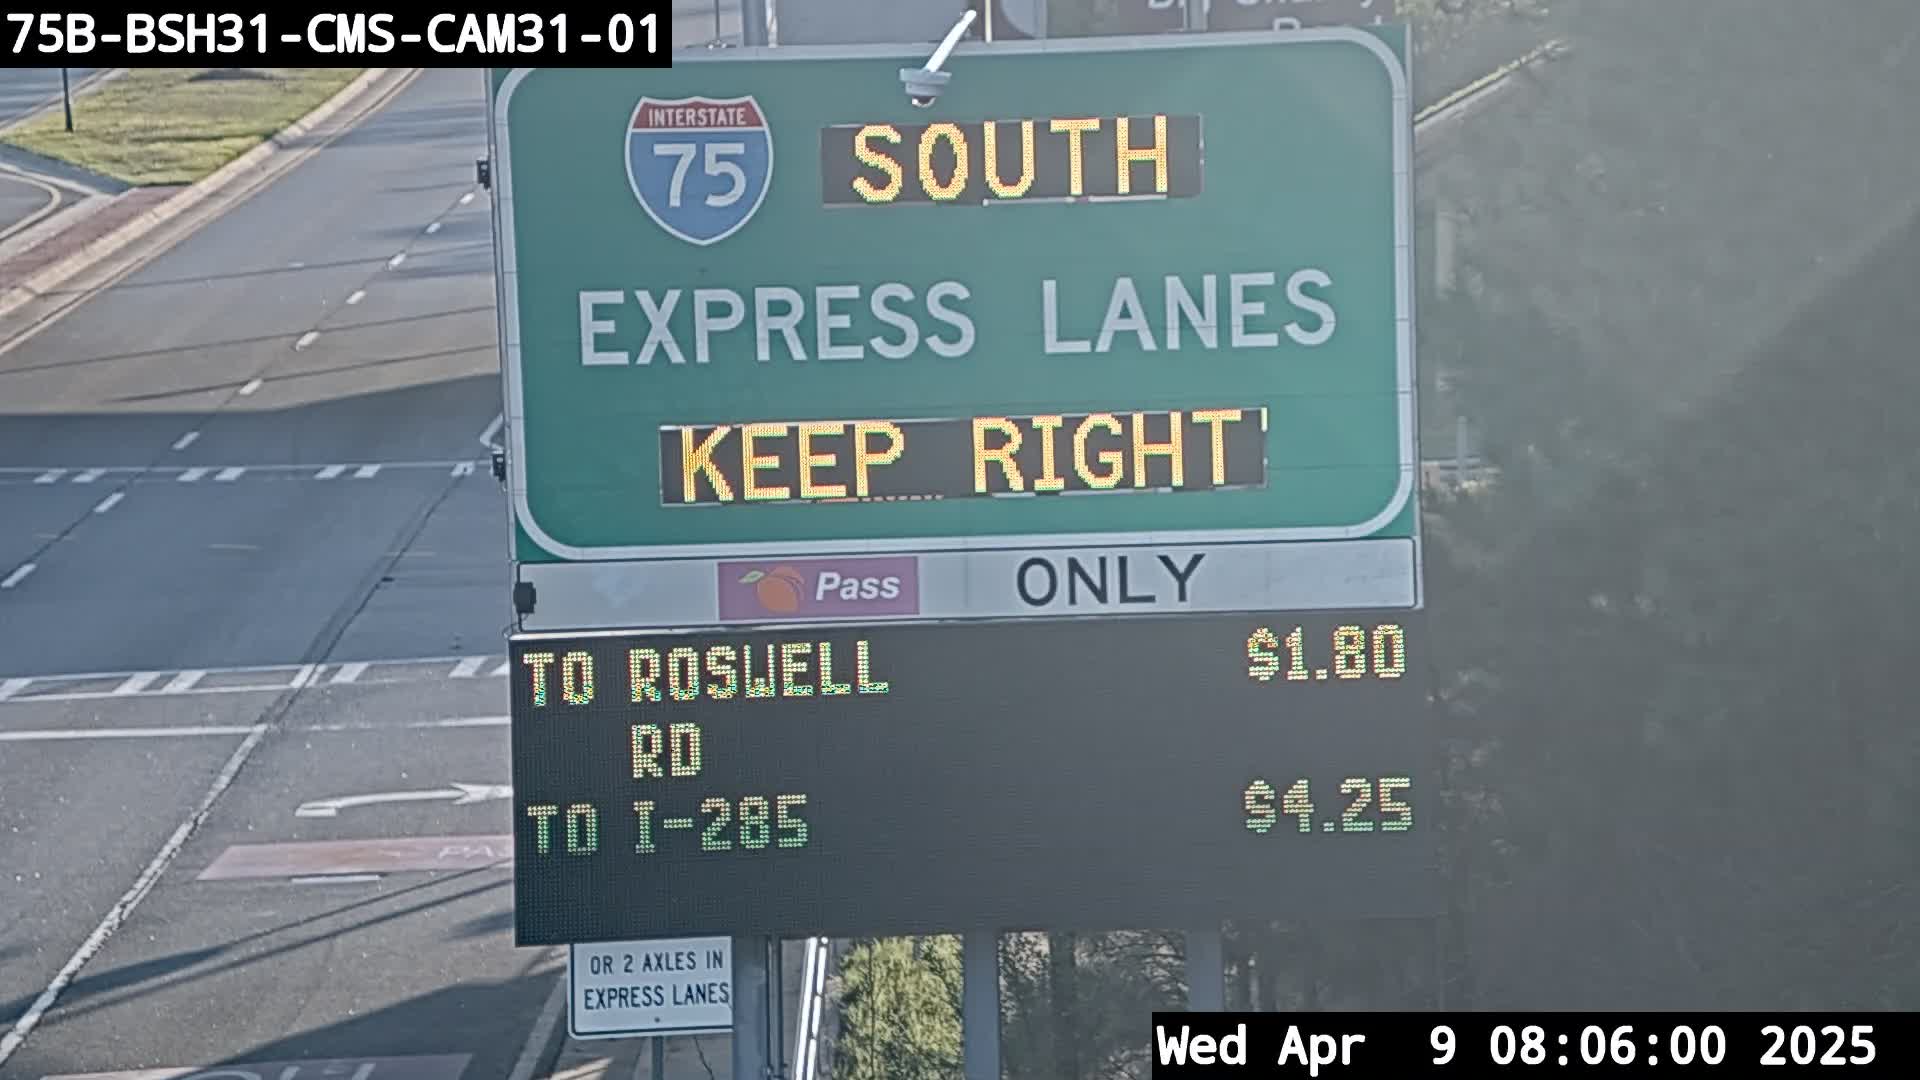 75B-BSH31-CMS-CAM31-01
INTERSTATE
75
SOUTH
EXPRESS LANES
KEEP RIGHT
Pass ONLY
TO ROSWELL $1.80
RD
TO I-285 $4.25
OR 2 AXLES IN
EXPRESS LANES
Wed Apr 9 08:06:00 2025